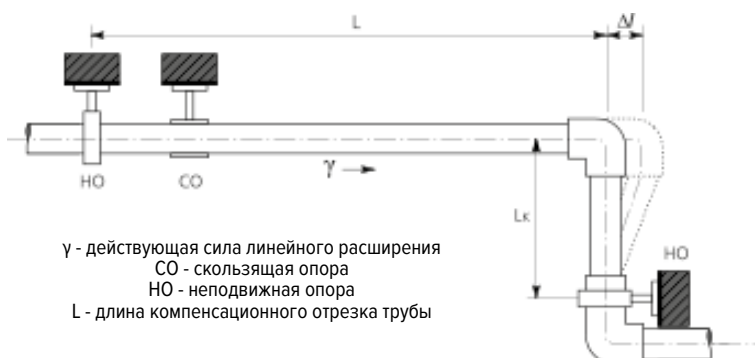 L
Δl
НО
СО
γ
Lк
НО
γ - действующая сила линейного расширения
СО - скользящая опора
НО - неподвижная опора
L - длина компенсационного отрезка трубы